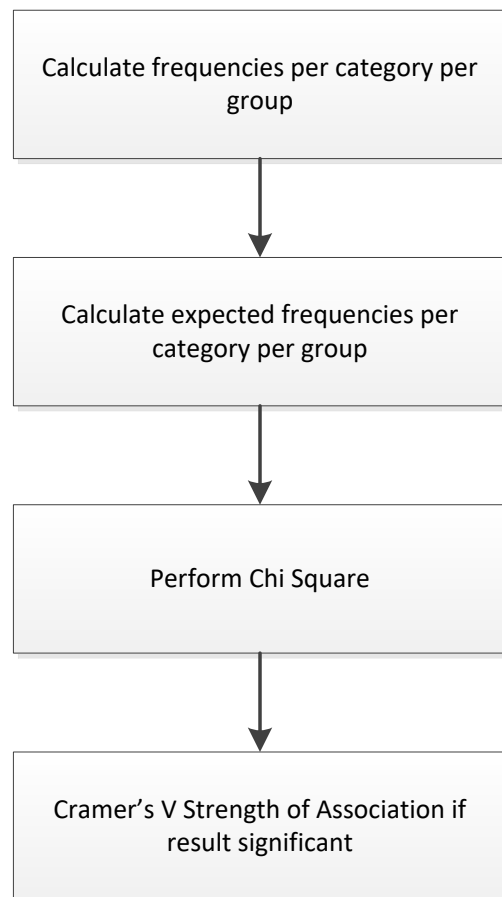 Calculate frequencies per category per
group
Calculate expected frequencies per
category per group
Perform Chi Square
Cramer’s V Strength of Association if
result significant